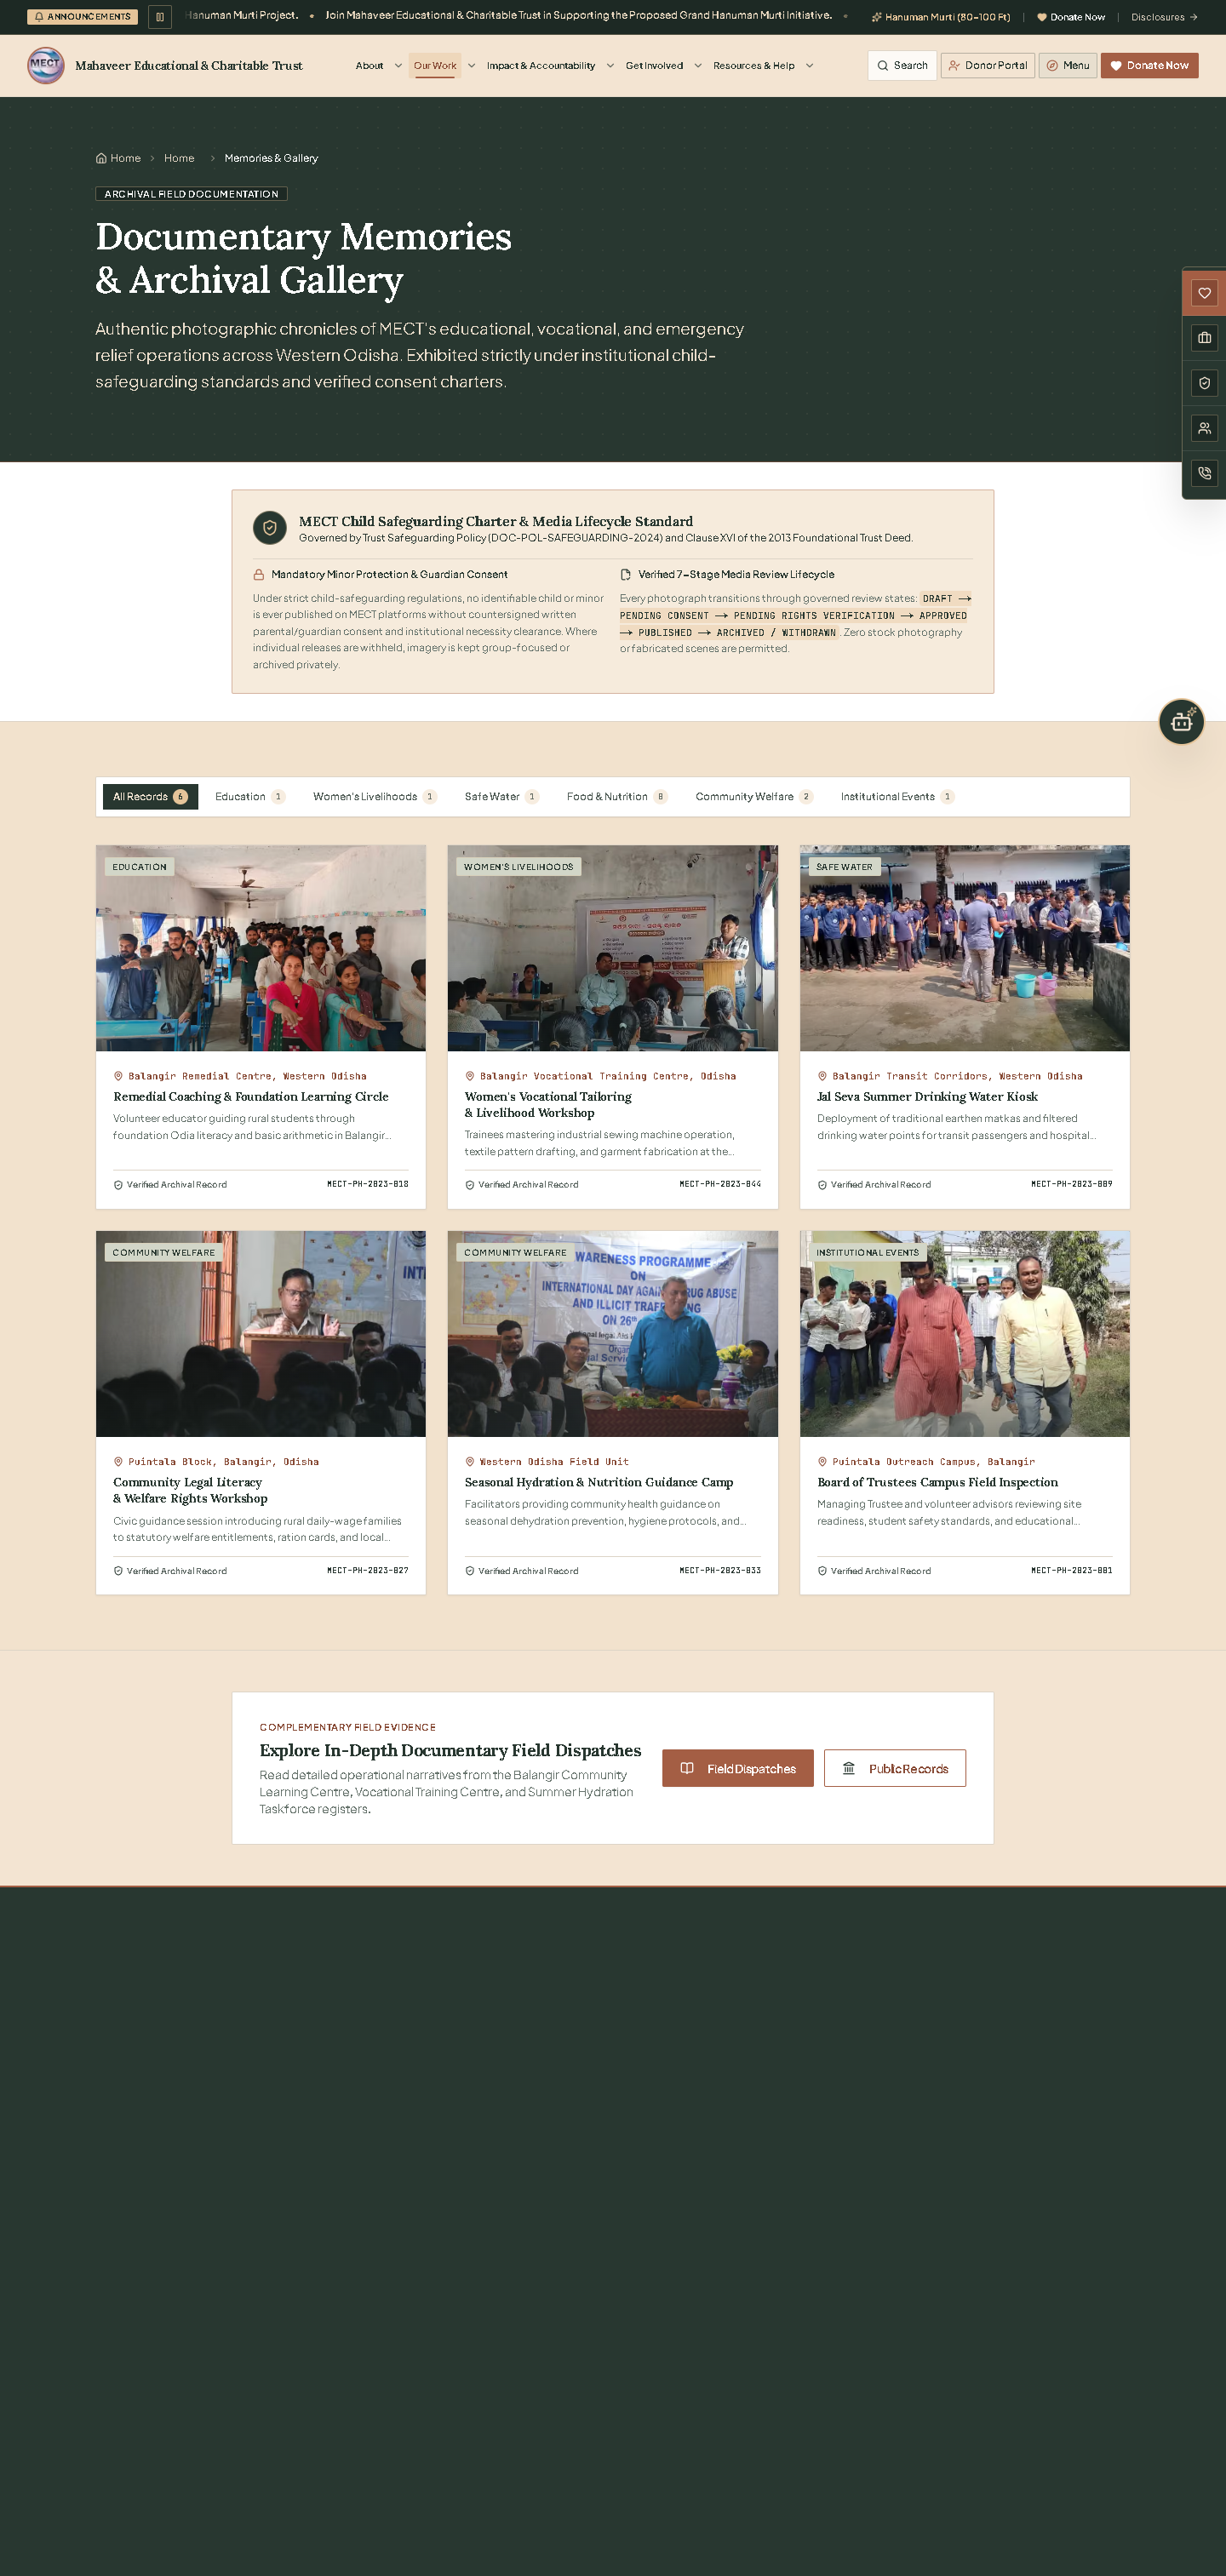 ANNOUNCEMENTS
Hanuman Murti Project. • Join Mahaveer Educational & Charitable Trust in Supporting the Proposed Grand Hanuman Murti Initiative. •
Hanuman Murti (80-100 Ft)
Donate Now
Disclosures →
MECT
Mahaveer Educational & Charitable Trust
About
Our Work
Impact & Accountability
Get Involved
Resources & Help
Search
Donor Portal
Menu
Donate Now
Home > Home > Memories & Gallery
ARCHIVAL FIELD DOCUMENTATION
Documentary Memories
& Archival Gallery
Authentic photographic chronicles of MECT's educational, vocational, and emergency
relief operations across Western Odisha. Exhibited strictly under institutional child-
safeguarding standards and verified consent charters.
MECT Child Safeguarding Charter & Media Lifecycle Standard
Governed by Trust Safeguarding Policy (DOC-POL-SAFEGUARDING-2024) and Clause XVI of the 2013 Foundational Trust Deed.
Mandatory Minor Protection & Guardian Consent
Under strict child-safeguarding regulations, no identifiable child or minor
is ever published on MECT platforms without countersigned written
parental/guardian consent and institutional necessity clearance. Where
individual releases are withheld, imagery is kept group-focused or
archived privately.
Verified 7-Stage Media Review Lifecycle
Every photograph transitions through governed review states: DRAFT →
PENDING CONSENT → PENDING RIGHTS VERIFICATION → APPROVED
→ PUBLISHED → ARCHIVED / WITHDRAWN . Zero stock photography
or fabricated scenes are permitted.
All Records 6
Education 1
Women's Livelihoods 1
Safe Water 1
Food & Nutrition 0
Community Welfare 2
Institutional Events 1
EDUCATION
Balangir Remedial Centre, Western Odisha
Remedial Coaching & Foundation Learning Circle
Volunteer educator guiding rural students through
foundation Odia literacy and basic arithmetic in Balangir...
Verified Archival Record
MECT-PH-2023-018
WOMEN'S LIVELIHOODS
Balangir Vocational Training Centre, Odisha
Women's Vocational Tailoring
& Livelihood Workshop
Trainees mastering industrial sewing machine operation,
textile pattern drafting, and garment fabrication at the...
Verified Archival Record
MECT-PH-2023-044
SAFE WATER
Balangir Transit Corridors, Western Odisha
Jal Seva Summer Drinking Water Kiosk
Deployment of traditional earthen matkas and filtered
drinking water points for transit passengers and hospital...
Verified Archival Record
MECT-PH-2023-009
COMMUNITY WELFARE
Puintala Block, Balangir, Odisha
Community Legal Literacy
& Welfare Rights Workshop
Civic guidance session introducing rural daily-wage families
to statutory welfare entitlements, ration cards, and local...
Verified Archival Record
MECT-PH-2023-027
COMMUNITY WELFARE
WARENESS PROGRAMME
ON
INTERNATIONAL DAY AGAIN RUG ABUSE
AND ILLICIT TRAFF
ON 26th
Western Odisha Field Unit
Seasonal Hydration & Nutrition Guidance Camp
Facilitators providing community health guidance on
seasonal dehydration prevention, hygiene protocols, and...
Verified Archival Record
MECT-PH-2023-033
INSTITUTIONAL EVENTS
Puintala Outreach Campus, Balangir
Board of Trustees Campus Field Inspection
Managing Trustee and volunteer advisors reviewing site
readiness, student safety standards, and educational...
Verified Archival Record
MECT-PH-2023-001
COMPLEMENTARY FIELD EVIDENCE
Explore In-Depth Documentary Field Dispatches
Read detailed operational narratives from the Balangir Community
Learning Centre, Vocational Training Centre, and Summer Hydration
Taskforce registers.
Field Dispatches
Public Records